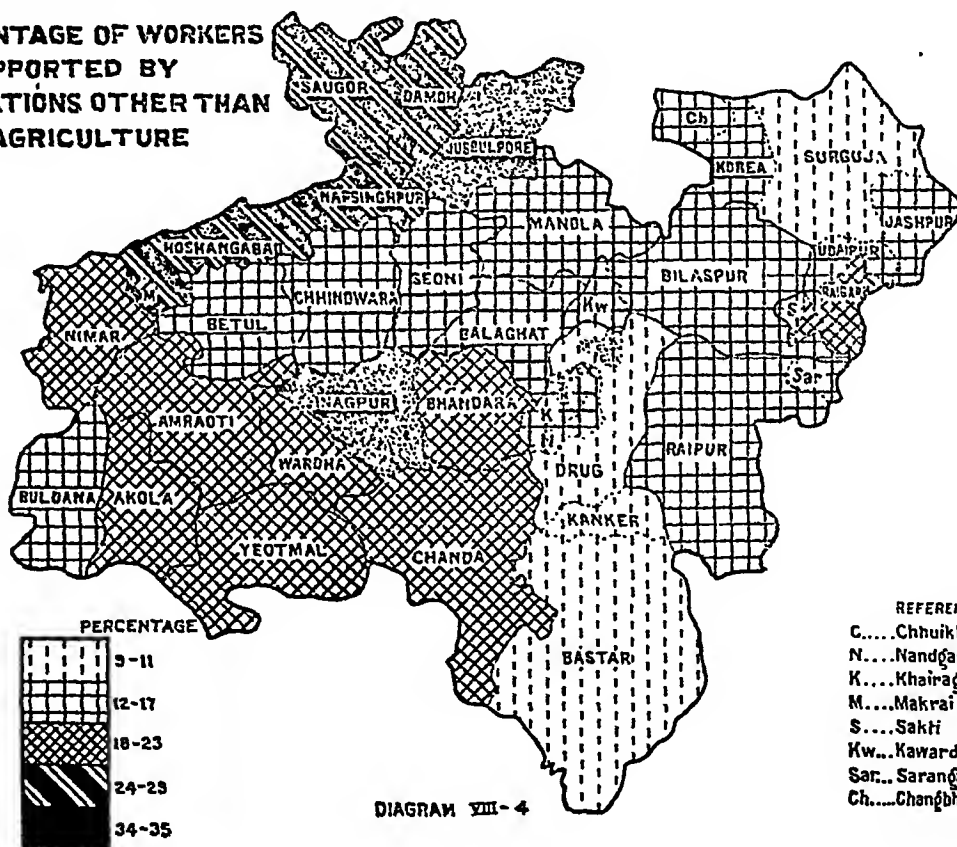 NTAGE OF WORKERS
PPORTED BY
ATIONS OTHER THAN
AGRICULTURE
SAUGOR
DAMOH
JUBBULPORE
Ch
KOREA
SURGUJA
JASHPUR
NARSINGHPUR
MANDLA
HOSHANGABAD
UDAIPUR
M
CHHINDWARA
SEONI
BILASPUR
RAIGARH
NIMAR
BETUL
BALAGHAT
Kw
S
Sar
NAGPUR
BHANDARA
K
AMRAOTI
N
WARDHA
DRUG
RAIPUR
BULDANA
AKOLA
KANKER
YEOTMAL
CHANDA
BASTAR
PERCENTAGE
9-11
12-17
18-23
24-29
34-35
DIAGRAM VIII-4
REFEREN
C.....Chhuik
N....Nandga
K....Khairag
M....Makrai
S....Sakti
Kw...Kaward
Sar... Sarang
Ch.....Changbh